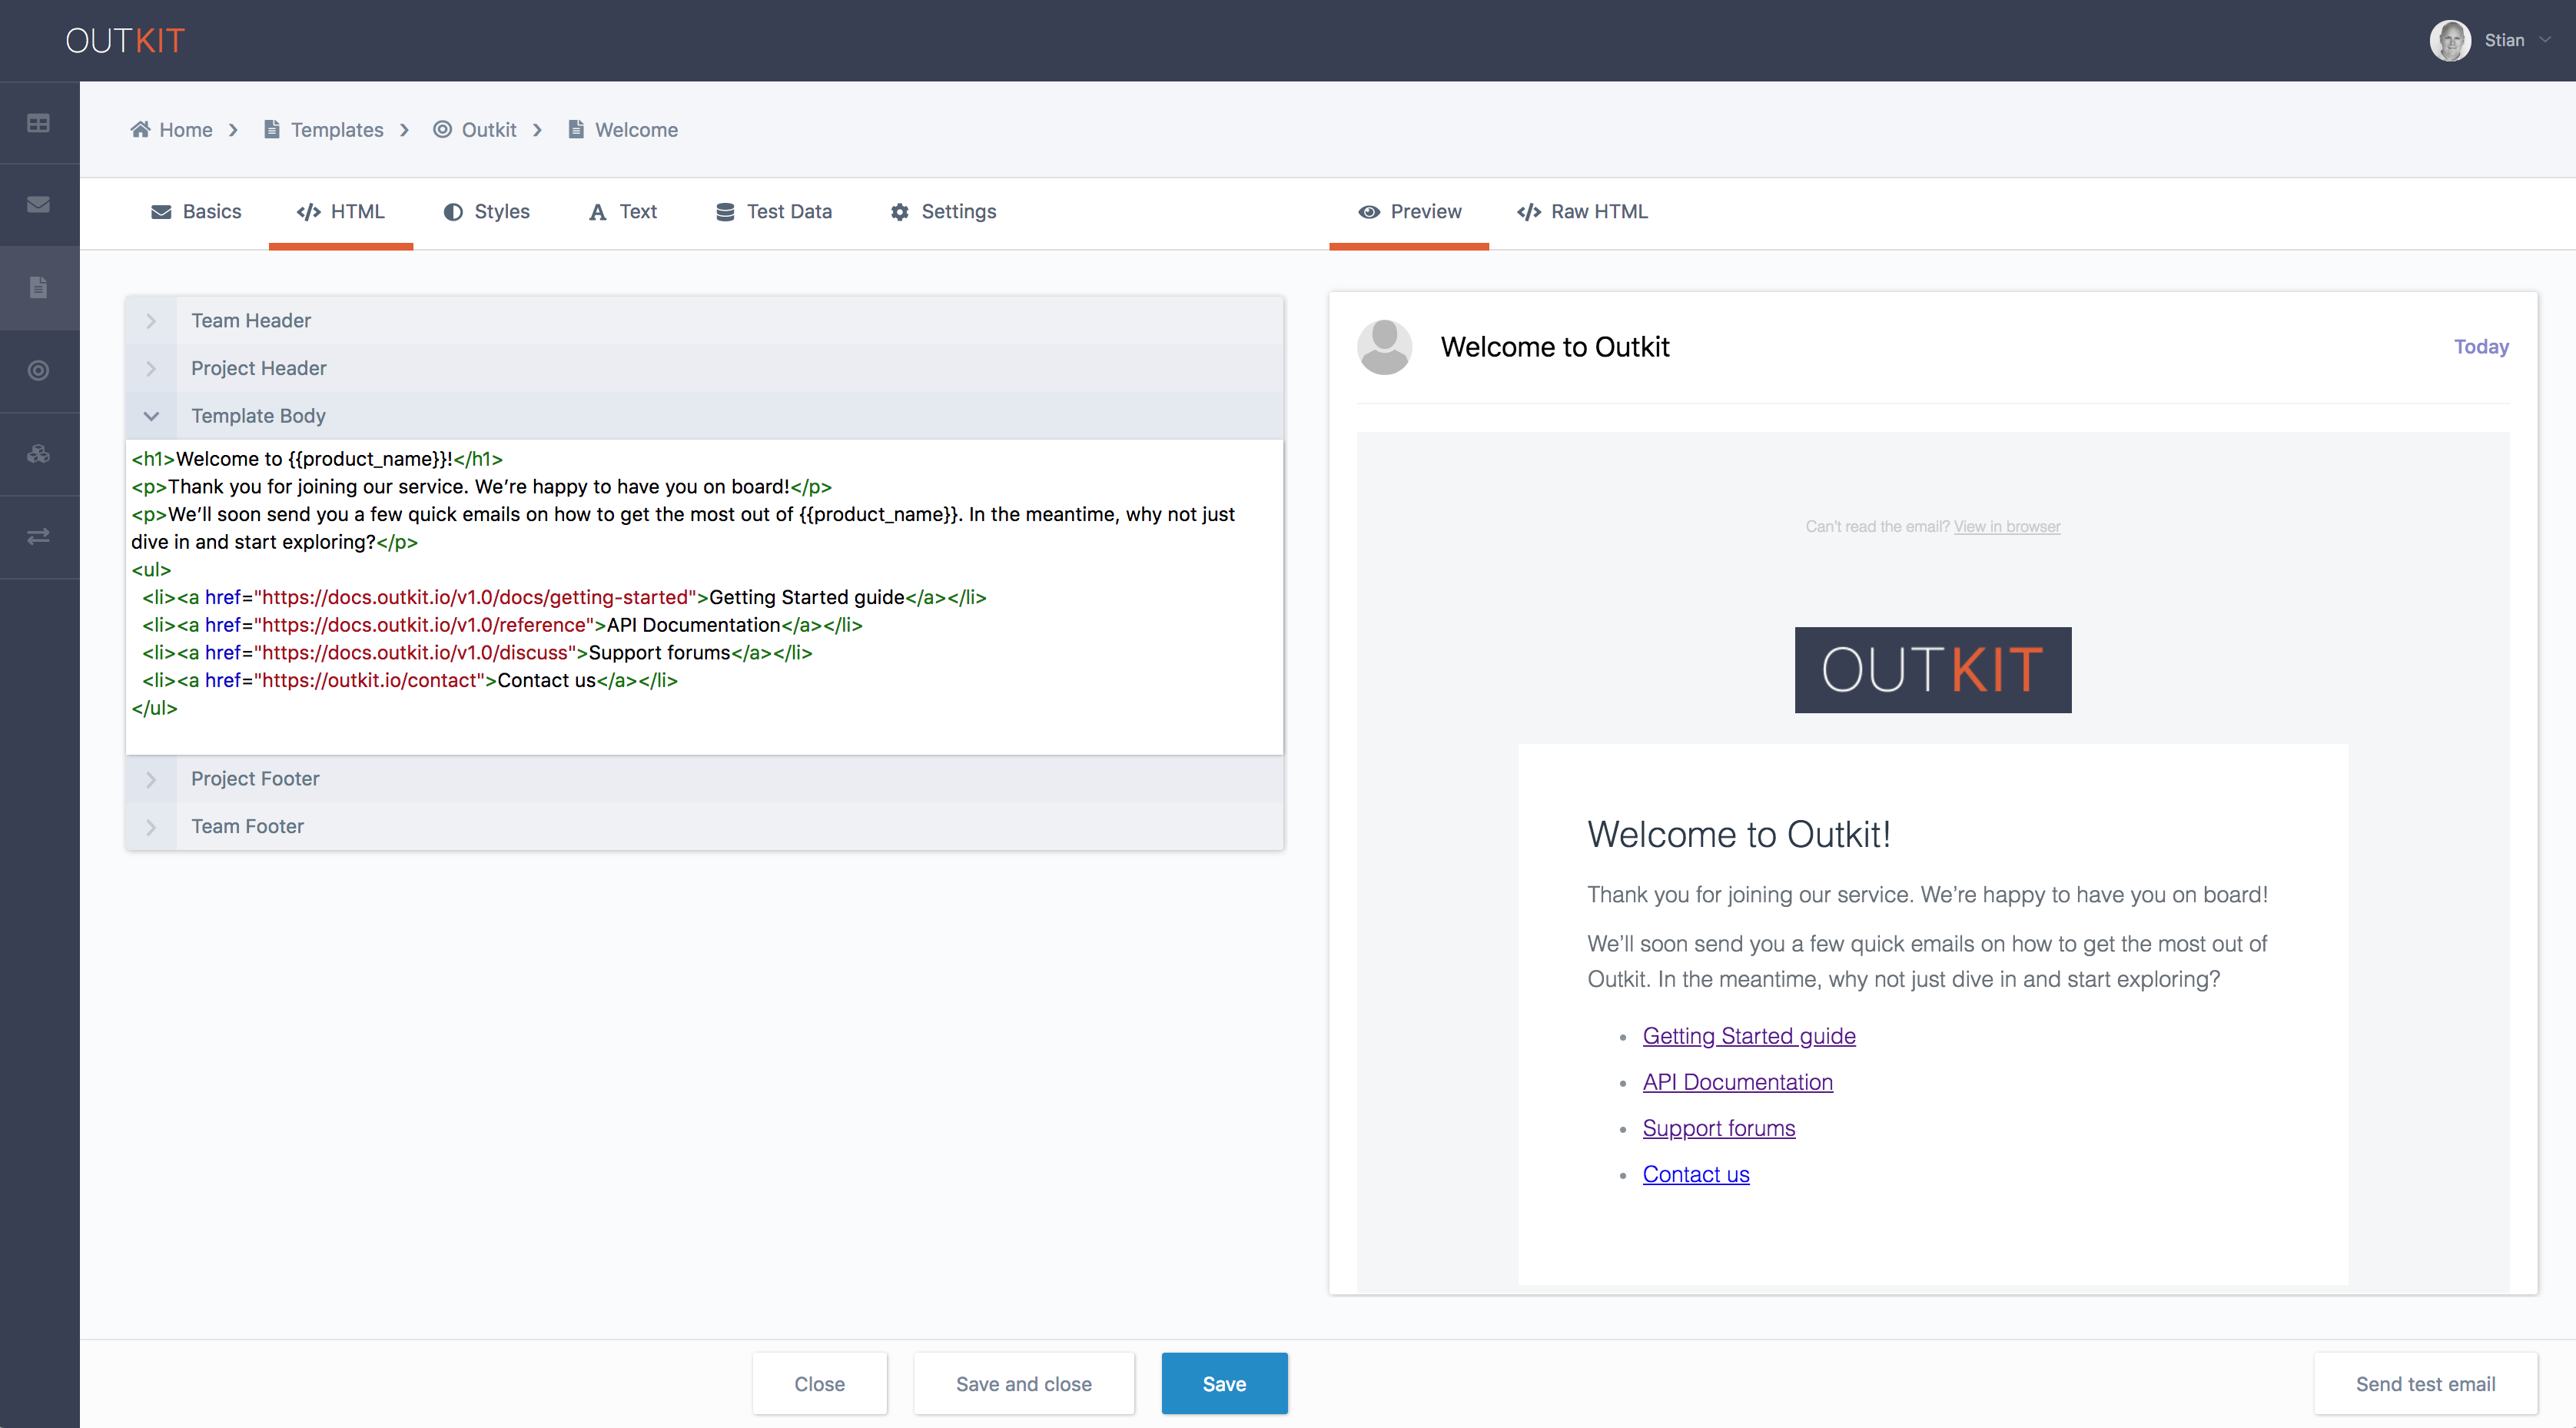 OUTKIT
Stian
Home
Templates
Outkit
Welcome
Basics
HTML
Styles
Text
Test Data
Settings
Preview
Raw HTML
Team Header
Project Header
Template Body
<h1>Welcome to {{product_name}}!</h1>
<p>Thank you for joining our service. We’re happy to have you on board!</p>
<p>We’ll soon send you a few quick emails on how to get the most out of {{product_name}}. In the meantime, why not just
dive in and start exploring?</p>
<ul>
<li><a href="https://docs.outkit.io/v1.0/docs/getting-started">Getting Started guide</a></li>
<li><a href="https://docs.outkit.io/v1.0/reference">API Documentation</a></li>
<li><a href="https://docs.outkit.io/v1.0/discuss">Support forums</a></li>
<li><a href="https://outkit.io/contact">Contact us</a></li>
</ul>
Project Footer
Team Footer
Welcome to Outkit
Today
Can't read the email? View in browser
OUTKIT
Welcome to Outkit!
Thank you for joining our service. We’re happy to have you on board!
We’ll soon send you a few quick emails on how to get the most out of
Outkit. In the meantime, why not just dive in and start exploring?
• Getting Started guide
• API Documentation
• Support forums
• Contact us
Close
Save and close
Save
Send test email